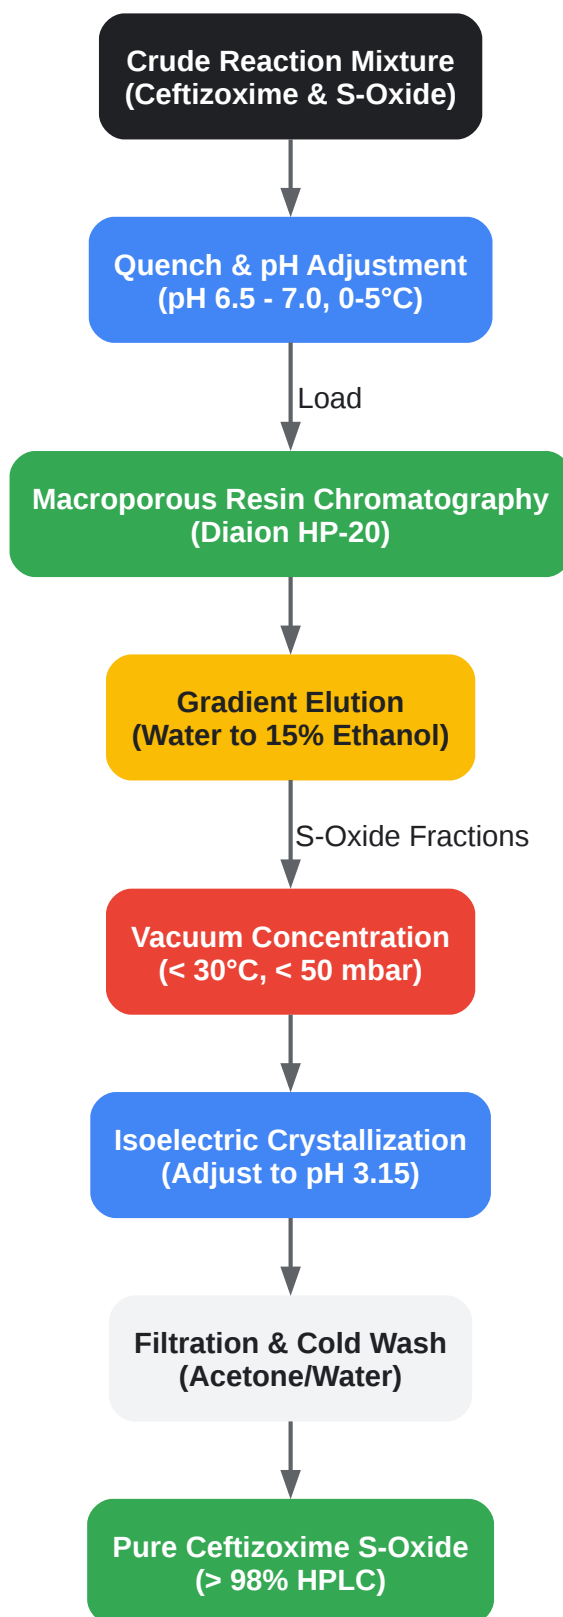 Crude Reaction Mixture
(Ceftizoxime & S-Oxide)
Quench & pH Adjustment
(pH 6.5 - 7.0, 0-5°C)
Load
Macroporous Resin Chromatography
(Diaion HP-20)
Gradient Elution
(Water to 15% Ethanol)
S-Oxide Fractions
Vacuum Concentration
(< 30°C, < 50 mbar)
Isoelectric Crystallization
(Adjust to pH 3.15)
Filtration & Cold Wash
(Acetone/Water)
Pure Ceftizoxime S-Oxide
(> 98% HPLC)